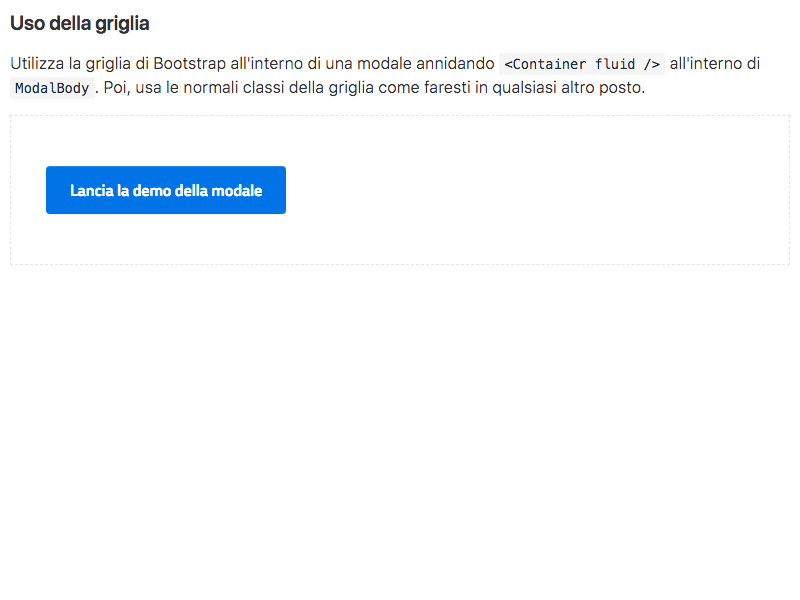 Uso della griglia
Utilizza la griglia di Bootstrap all'interno di una modale annidando <Container fluid /> all'interno di
ModalBody . Poi, usa le normali classi della griglia come faresti in qualsiasi altro posto.
Lancia la demo della modale